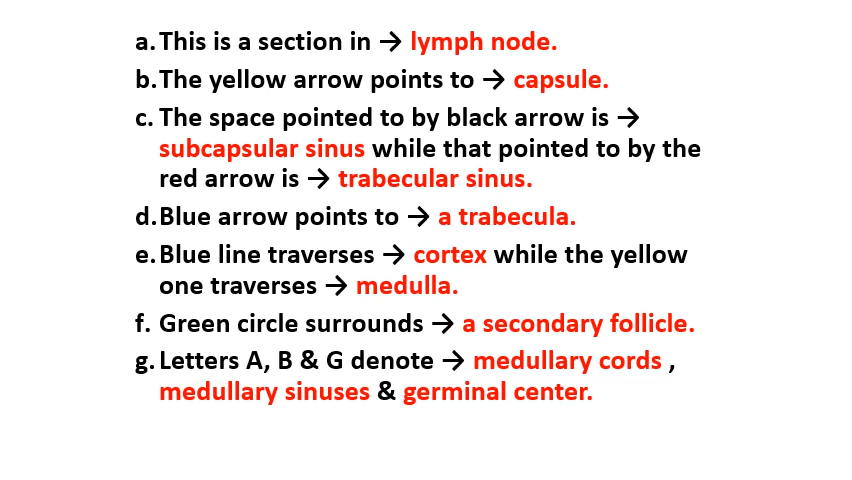 a. This is a section in → lymph node.
b. The yellow arrow points to → capsule.
c. The space pointed to by black arrow is →
subcapsular sinus while that pointed to by the
red arrow is → trabecular sinus.
d. Blue arrow points to → a trabecula.
e. Blue line traverses → cortex while the yellow
one traverses → medulla.
f. Green circle surrounds → a secondary follicle.
g. Letters A, B & G denote → medullary cords ,
medullary sinuses & germinal center.